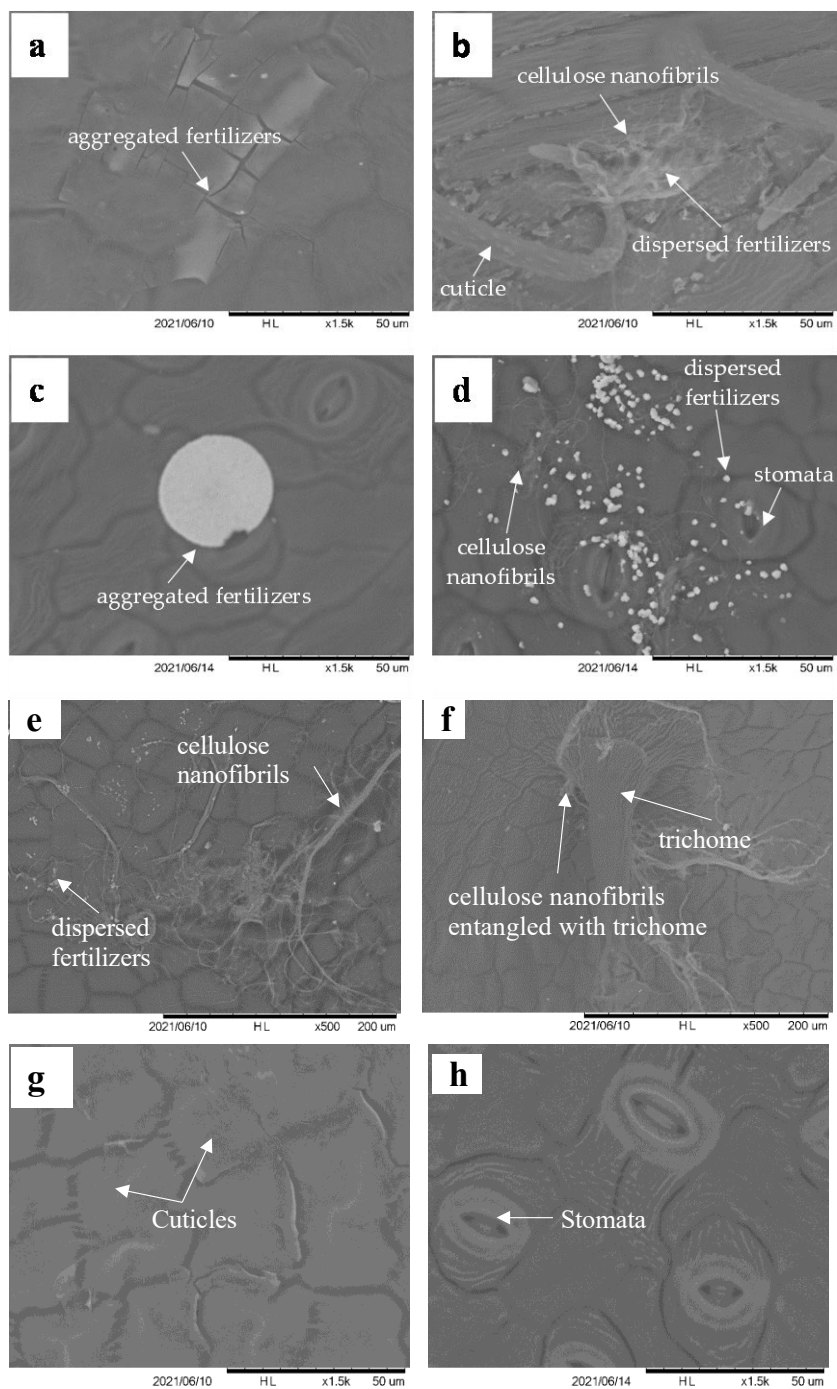 a
aggregated fertilizers
2021/06/10 HL x1.5k 50 um
b
cellulose nanofibrils
dispersed fertilizers
cuticle
2021/06/10 HL x1.5k 50 um
c
aggregated fertilizers
2021/06/14 HL x1.5k 50 um
d
dispersed
fertilizers
stomata
cellulose
nanofibrils
2021/06/14 HL x1.5k 50 um
e
cellulose
nanofibrils
dispersed
fertilizers
2021/06/10 HL x500 200 um
f
trichome
cellulose nanofibrils
entangled with trichome
2021/06/10 HL x500 200 um
g
Cuticles
2021/06/10 HL x1.5k 50 um
h
Stomata
2021/06/14 HL x1.5k 50 um